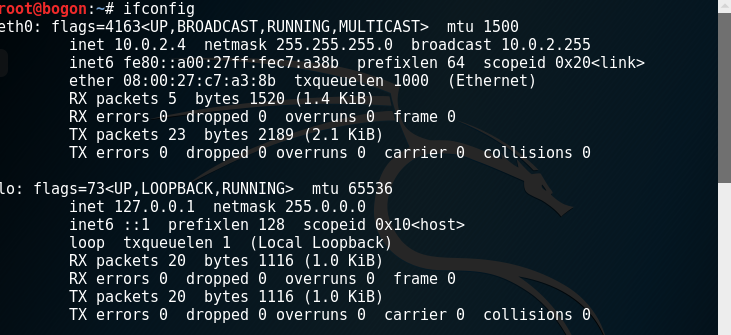 root@bogon:~# ifconfig
eth0: flags=4163<UP,BROADCAST,RUNNING,MULTICAST>  mtu 1500
        inet 10.0.2.4  netmask 255.255.255.0  broadcast 10.0.2.255
        inet6 fe80::a00:27ff:fec7:a38b  prefixlen 64  scopeid 0x20<link>
        ether 08:00:27:c7:a3:8b  txqueuelen 1000  (Ethernet)
        RX packets 5  bytes 1520 (1.4 KiB)
        RX errors 0  dropped 0  overruns 0  frame 0
        TX packets 23  bytes 2189 (2.1 KiB)
        TX errors 0  dropped 0 overruns 0  carrier 0  collisions 0

lo: flags=73<UP,LOOPBACK,RUNNING>  mtu 65536
        inet 127.0.0.1  netmask 255.0.0.0
        inet6 ::1  prefixlen 128  scopeid 0x10<host>
        loop  txqueuelen 1  (Local Loopback)
        RX packets 20  bytes 1116 (1.0 KiB)
        RX errors 0  dropped 0  overruns 0  frame 0
        TX packets 20  bytes 1116 (1.0 KiB)
        TX errors 0  dropped 0 overruns 0  carrier 0  collisions 0